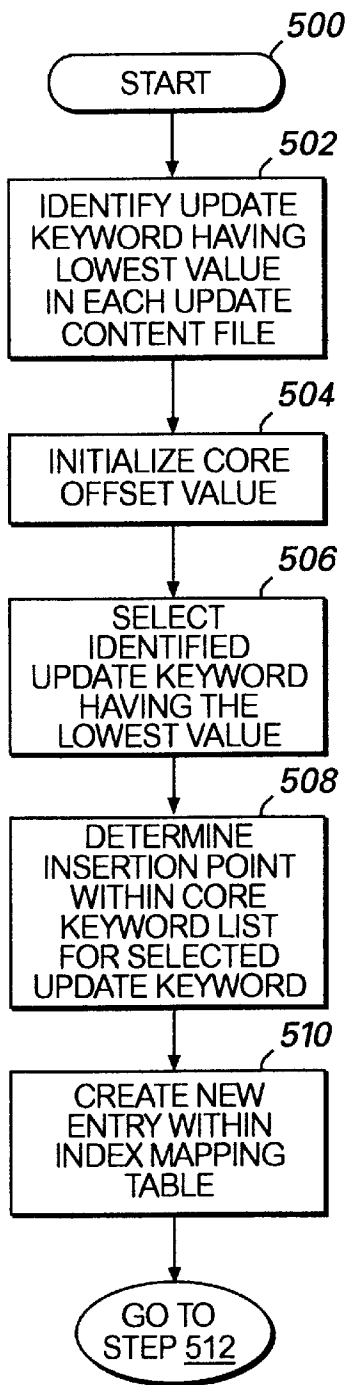 500
START
502
IDENTIFY UPDATE
KEYWORD HAVING
LOWEST VALUE
IN EACH UPDATE
CONTENT FILE
504
INITIALIZE CORE
OFFSET VALUE
506
SELECT
IDENTIFIED
UPDATE KEYWORD
HAVING THE
LOWEST VALUE
508
DETERMINE
INSERTION POINT
WITHIN CORE
KEYWORD LIST
FOR SELECTED
UPDATE KEYWORD
510
CREATE NEW
ENTRY WITHIN
INDEX MAPPING
TABLE
GO TO
STEP 512